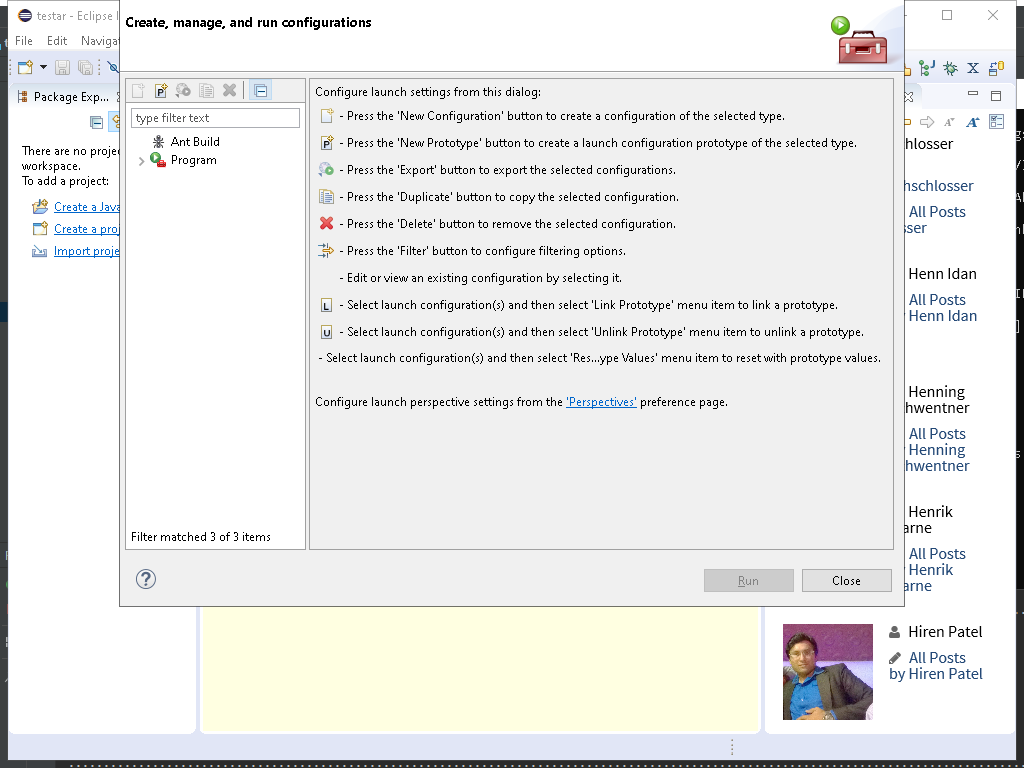 testar - Eclipse I
File Edit Navigat
Package Exp...
There are no proje
workspace.
To add a project:
Create a Java
Create a proj
Import proje
Create, manage, and run configurations
type filter text
Ant Build
Program
Filter matched 3 of 3 items
Configure launch settings from this dialog:
- Press the 'New Configuration' button to create a configuration of the selected type.
- Press the 'New Prototype' button to create a launch configuration prototype of the selected type.
- Press the 'Export' button to export the selected configurations.
- Press the 'Duplicate' button to copy the selected configuration.
- Press the 'Delete' button to remove the selected configuration.
- Press the 'Filter' button to configure filtering options.
- Edit or view an existing configuration by selecting it.
L - Select launch configuration(s) and then select 'Link Prototype' menu item to link a prototype.
U - Select launch configuration(s) and then select 'Unlink Prototype' menu item to unlink a prototype.
- Select launch configuration(s) and then select 'Res...ype Values' menu item to reset with prototype values.
Configure launch perspective settings from the 'Perspectives' preference page.
Run
Close
hlosser
hschlosser
All Posts
sser
Henn Idan
All Posts
Henn Idan
Henning
hwentner
All Posts
Henning
hwentner
Henrik
arne
All Posts
Henrik
arne
Hiren Patel
All Posts
by Hiren Patel